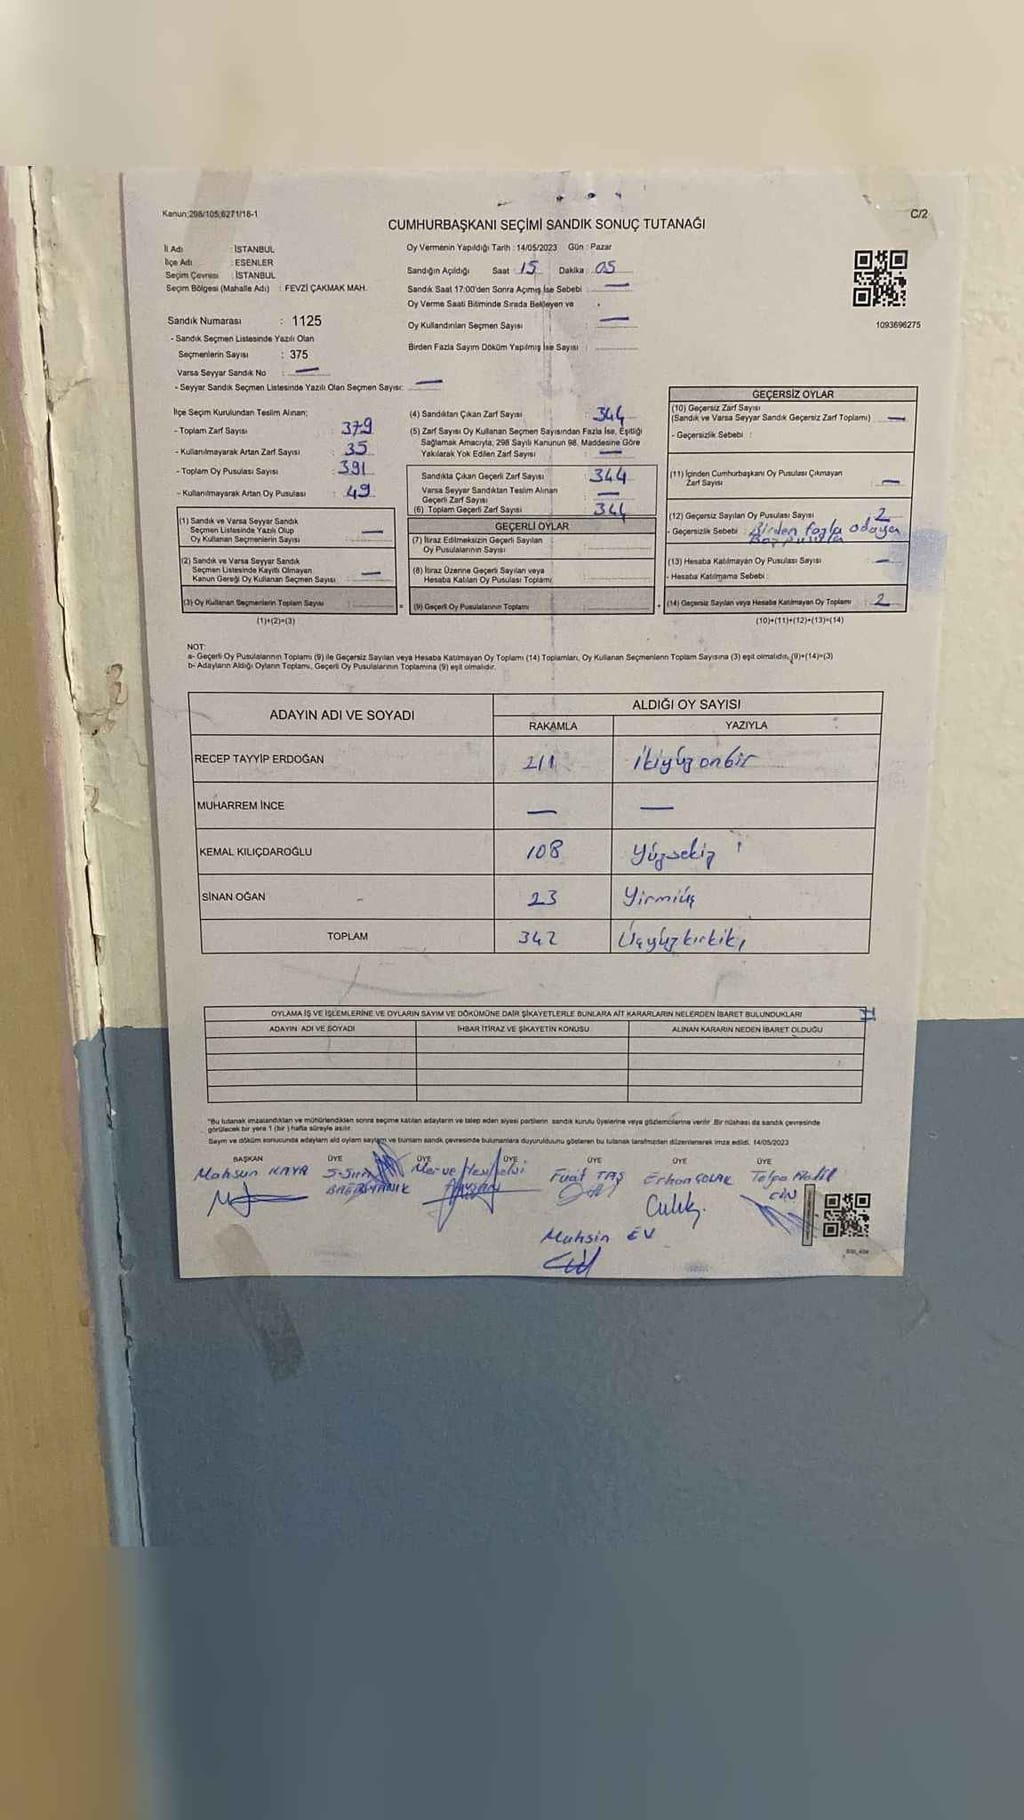 Kanun;298/105;6271/16-1
C/2
CUMHURBAŞKANI SEÇİMİ SANDIK SONUÇ TUTANAĞI
İl Adı : İSTANBUL
İlçe Adı : ESENLER
Seçim Çevresi : İSTANBUL
Seçim Bölgesi (Mahalle Adı) : FEVZİ ÇAKMAK MAH.
Oy Vermenin Yapıldığı Tarih : 14/05/2023 Gün : Pazar
Sandığın Açıldığı Saat 15 Dakika 05
Sandık Saat 17:00'den Sonra Açmış İse Sebebi : —
Oy Verme Saati Bitiminde Sırada Bekleyen ve
Oy Kullandırılan Seçmen Sayısı : —
Birden Fazla Sayım Döküm Yapılmış İse Sayısı :
1093696275
Sandık Numarası : 1125
- Sandık Seçmen Listesinde Yazılı Olan
Seçmenlerin Sayısı : 375
Varsa Seyyar Sandık No : —
- Seyyar Sandık Seçmen Listesinde Yazılı Olan Seçmen Sayısı: —
İlçe Seçim Kurulundan Teslim Alınan;
- Toplam Zarf Sayısı : 379
- Kullanılmayarak Artan Zarf Sayısı : 35
- Toplam Oy Pusulası Sayısı : 391
- Kullanılmayarak Artan Oy Pusulası : 49
(1) Sandık ve Varsa Seyyar Sandık
Seçmen Listesinde Yazılı Olup
Oy Kullanan Seçmenlerin Sayısı : —
(2) Sandık ve Varsa Seyyar Sandık
Seçmen Listesinde Kayıtlı Olmayan
Kanun Gereği Oy Kullanan Seçmen Sayısı : —
(3) Oy Kullanan Seçmenlerin Toplam Sayısı :
(1)+(2)=(3)
(4) Sandıktan Çıkan Zarf Sayısı : 344
(5) Zarf Sayısı Oy Kullanan Seçmen Sayısından Fazla İse, Eşitliği
Sağlamak Amacıyla, 298 Sayılı Kanunun 98. Maddesine Göre
Yakılarak Yok Edilen Zarf Sayısı : —
Sandıkta Çıkan Geçerli Zarf Sayısı : 344
Varsa Seyyar Sandıktan Teslim Alınan
Geçerli Zarf Sayısı : —
(6) Toplam Geçerli Zarf Sayısı : 344
GEÇERLİ OYLAR
(7) İtiraz Edilmeksizin Geçerli Sayılan
Oy Pusulalarının Sayısı :
(8) İtiraz Üzerine Geçerli Sayılan veya
Hesaba Katılan Oy Pusulası Toplamı :
(9) Geçerli Oy Pusulalarının Toplamı :
GEÇERSİZ OYLAR
(10) Geçersiz Zarf Sayısı
(Sandık ve Varsa Seyyar Sandık Geçersiz Zarf Toplamı) : —
- Geçersizlik Sebebi :
(11) İçinden Cumhurbaşkanı Oy Pusulası Çıkmayan
Zarf Sayısı : —
(12) Geçersiz Sayılan Oy Pusulası Sayısı : 2
- Geçersizlik Sebebi : Birden fazla adaya
(13) Hesaba Katılmayan Oy Pusulası Sayısı : —
- Hesaba Katılmama Sebebi :
(14) Geçersiz Sayılan veya Hesaba Katılmayan Oy Toplamı : 2
(10)+(11)+(12)+(13)=(14)
NOT:
a- Geçerli Oy Pusulalarının Toplamı (9) ile Geçersiz Sayılan veya Hesaba Katılmayan Oy Toplamı (14) Toplamları, Oy Kullanan Seçmenlerin Toplam Sayısına (3) eşit olmalıdır, (9)+(14)=(3)
b- Adayların Aldığı Oyların Toplamı, Geçerli Oy Pusulalarının Toplamına (9) eşit olmalıdır.
ADAYIN ADI VE SOYADI
ALDIĞI OY SAYISI
RAKAMLA YAZIYLA
RECEP TAYYİP ERDOĞAN 211 ikiyüzonbir
MUHARREM İNCE — —
KEMAL KILIÇDAROĞLU 108 Yüzsekiz
SİNAN OĞAN 23 Yirmiüç
TOPLAM 342 Üçyüzkırkiki
OYLAMA İŞ VE İŞLEMLERİNE VE OYLARIN SAYIM VE DÖKÜMÜNE DAİR ŞİKAYETLERLE BUNLARA AİT KARARLARIN NELERDEN İBARET BULUNDUKLARI
ADAYIN ADI VE SOYADI İHBAR İTİRAZ VE ŞİKAYETİN KONUSU ALINAN KARARIN NEDEN İBARET OLDUĞU
"Bu tutanak imzalandıktan ve mühürlendikten sonra seçime katılan adayların ve talep eden siyasi partilerin sandık kurulu üyelerine veya gözlemcilerine verilir. Bir nüshası da sandık çevresinde
görülecek bir yere 1 (bir) hafta süreyle asılır.
Sayım ve döküm sonucunda adayların aldığı oyların sayısını ve bunların sandık çevresinde bulunanlara duyurulduğunu gösteren bu tutanak tarafımızdan düzenlenerek imza edildi. 14/05/2023
BAŞKAN ÜYE ÜYE ÜYE ÜYE ÜYE ÜYE
Mahsun KAYA Fuat TAŞ Erhan ÇOLAK
Muhsin EV